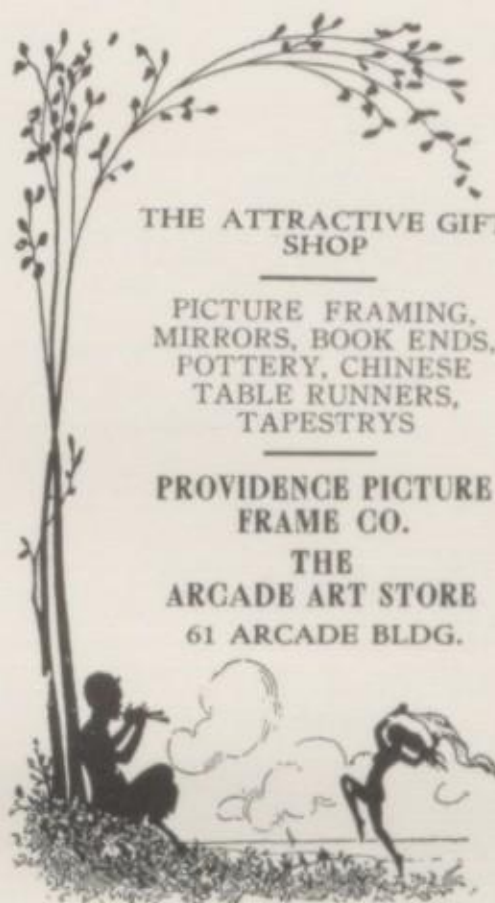 THE ATTRACTIVE GIFT
SHOP
PICTURE FRAMING,
MIRRORS, BOOK ENDS,
POTTERY, CHINESE
TABLE RUNNERS,
TAPESTRYS
PROVIDENCE PICTURE
FRAME CO.
THE
ARCADE ART STORE
61 ARCADE BLDG.